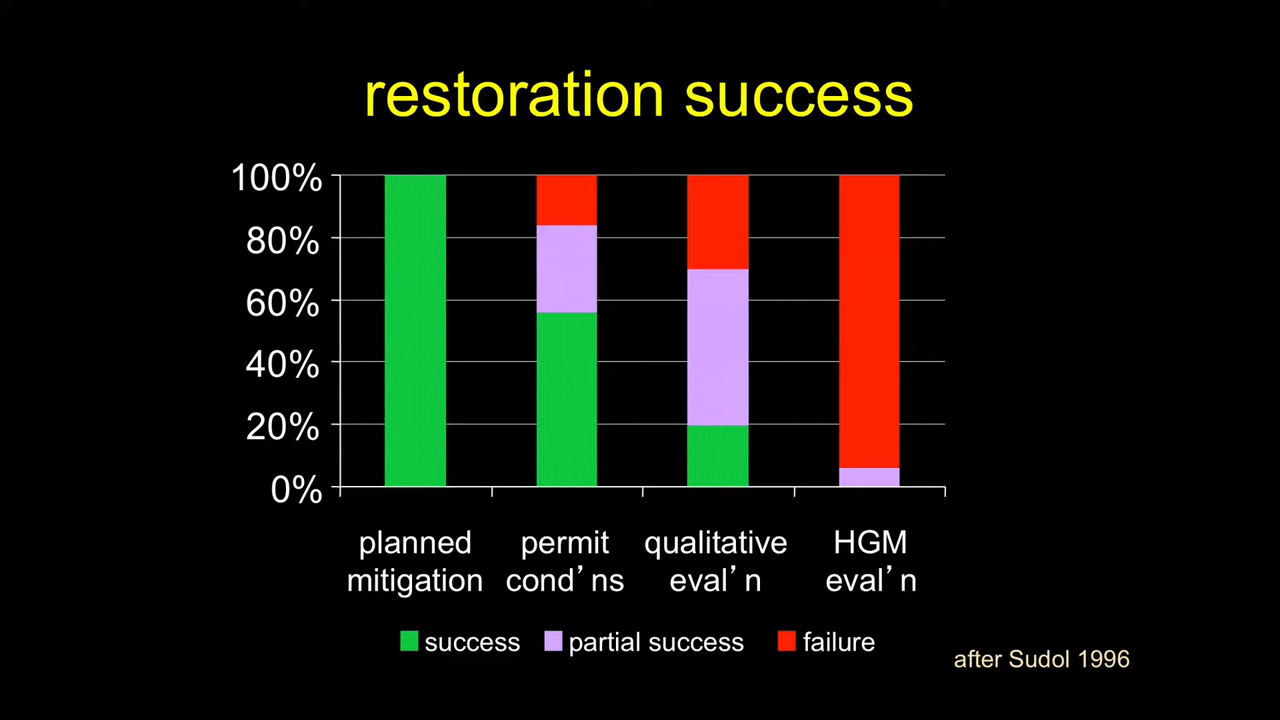 restoration success
100%
80%
60%
40%
20%
0%
planned mitigation
permit cond’ns
qualitative eval’n
HGM eval’n
success
partial success
failure
after Sudol 1996